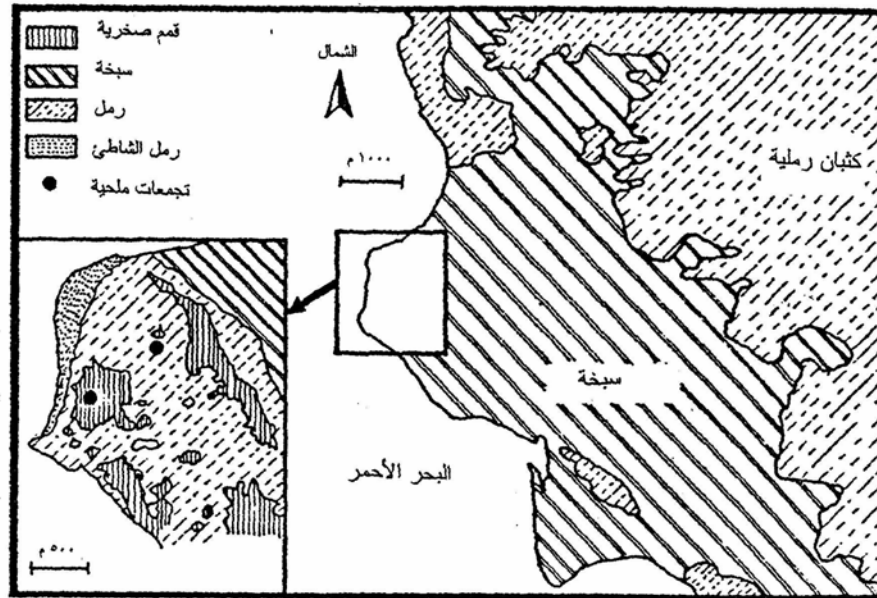 قمم صخرية
سبخة
رمل
رمل الشاطئ
تجمعات ملحية
الشمال
١٠٠٠ م
كثبان رملية
سبخة
البحر الأحمر
٥٠٠ م